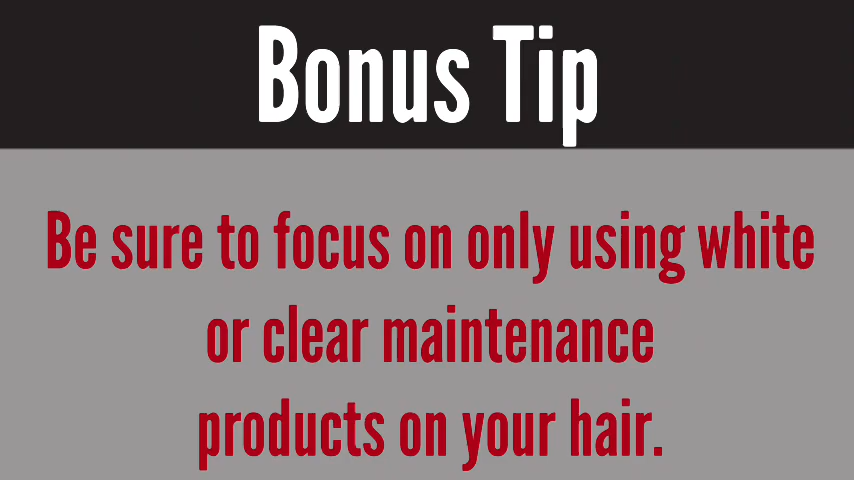 Bonus Tip
Be sure to focus on only using white
or clear maintenance
products on your hair.